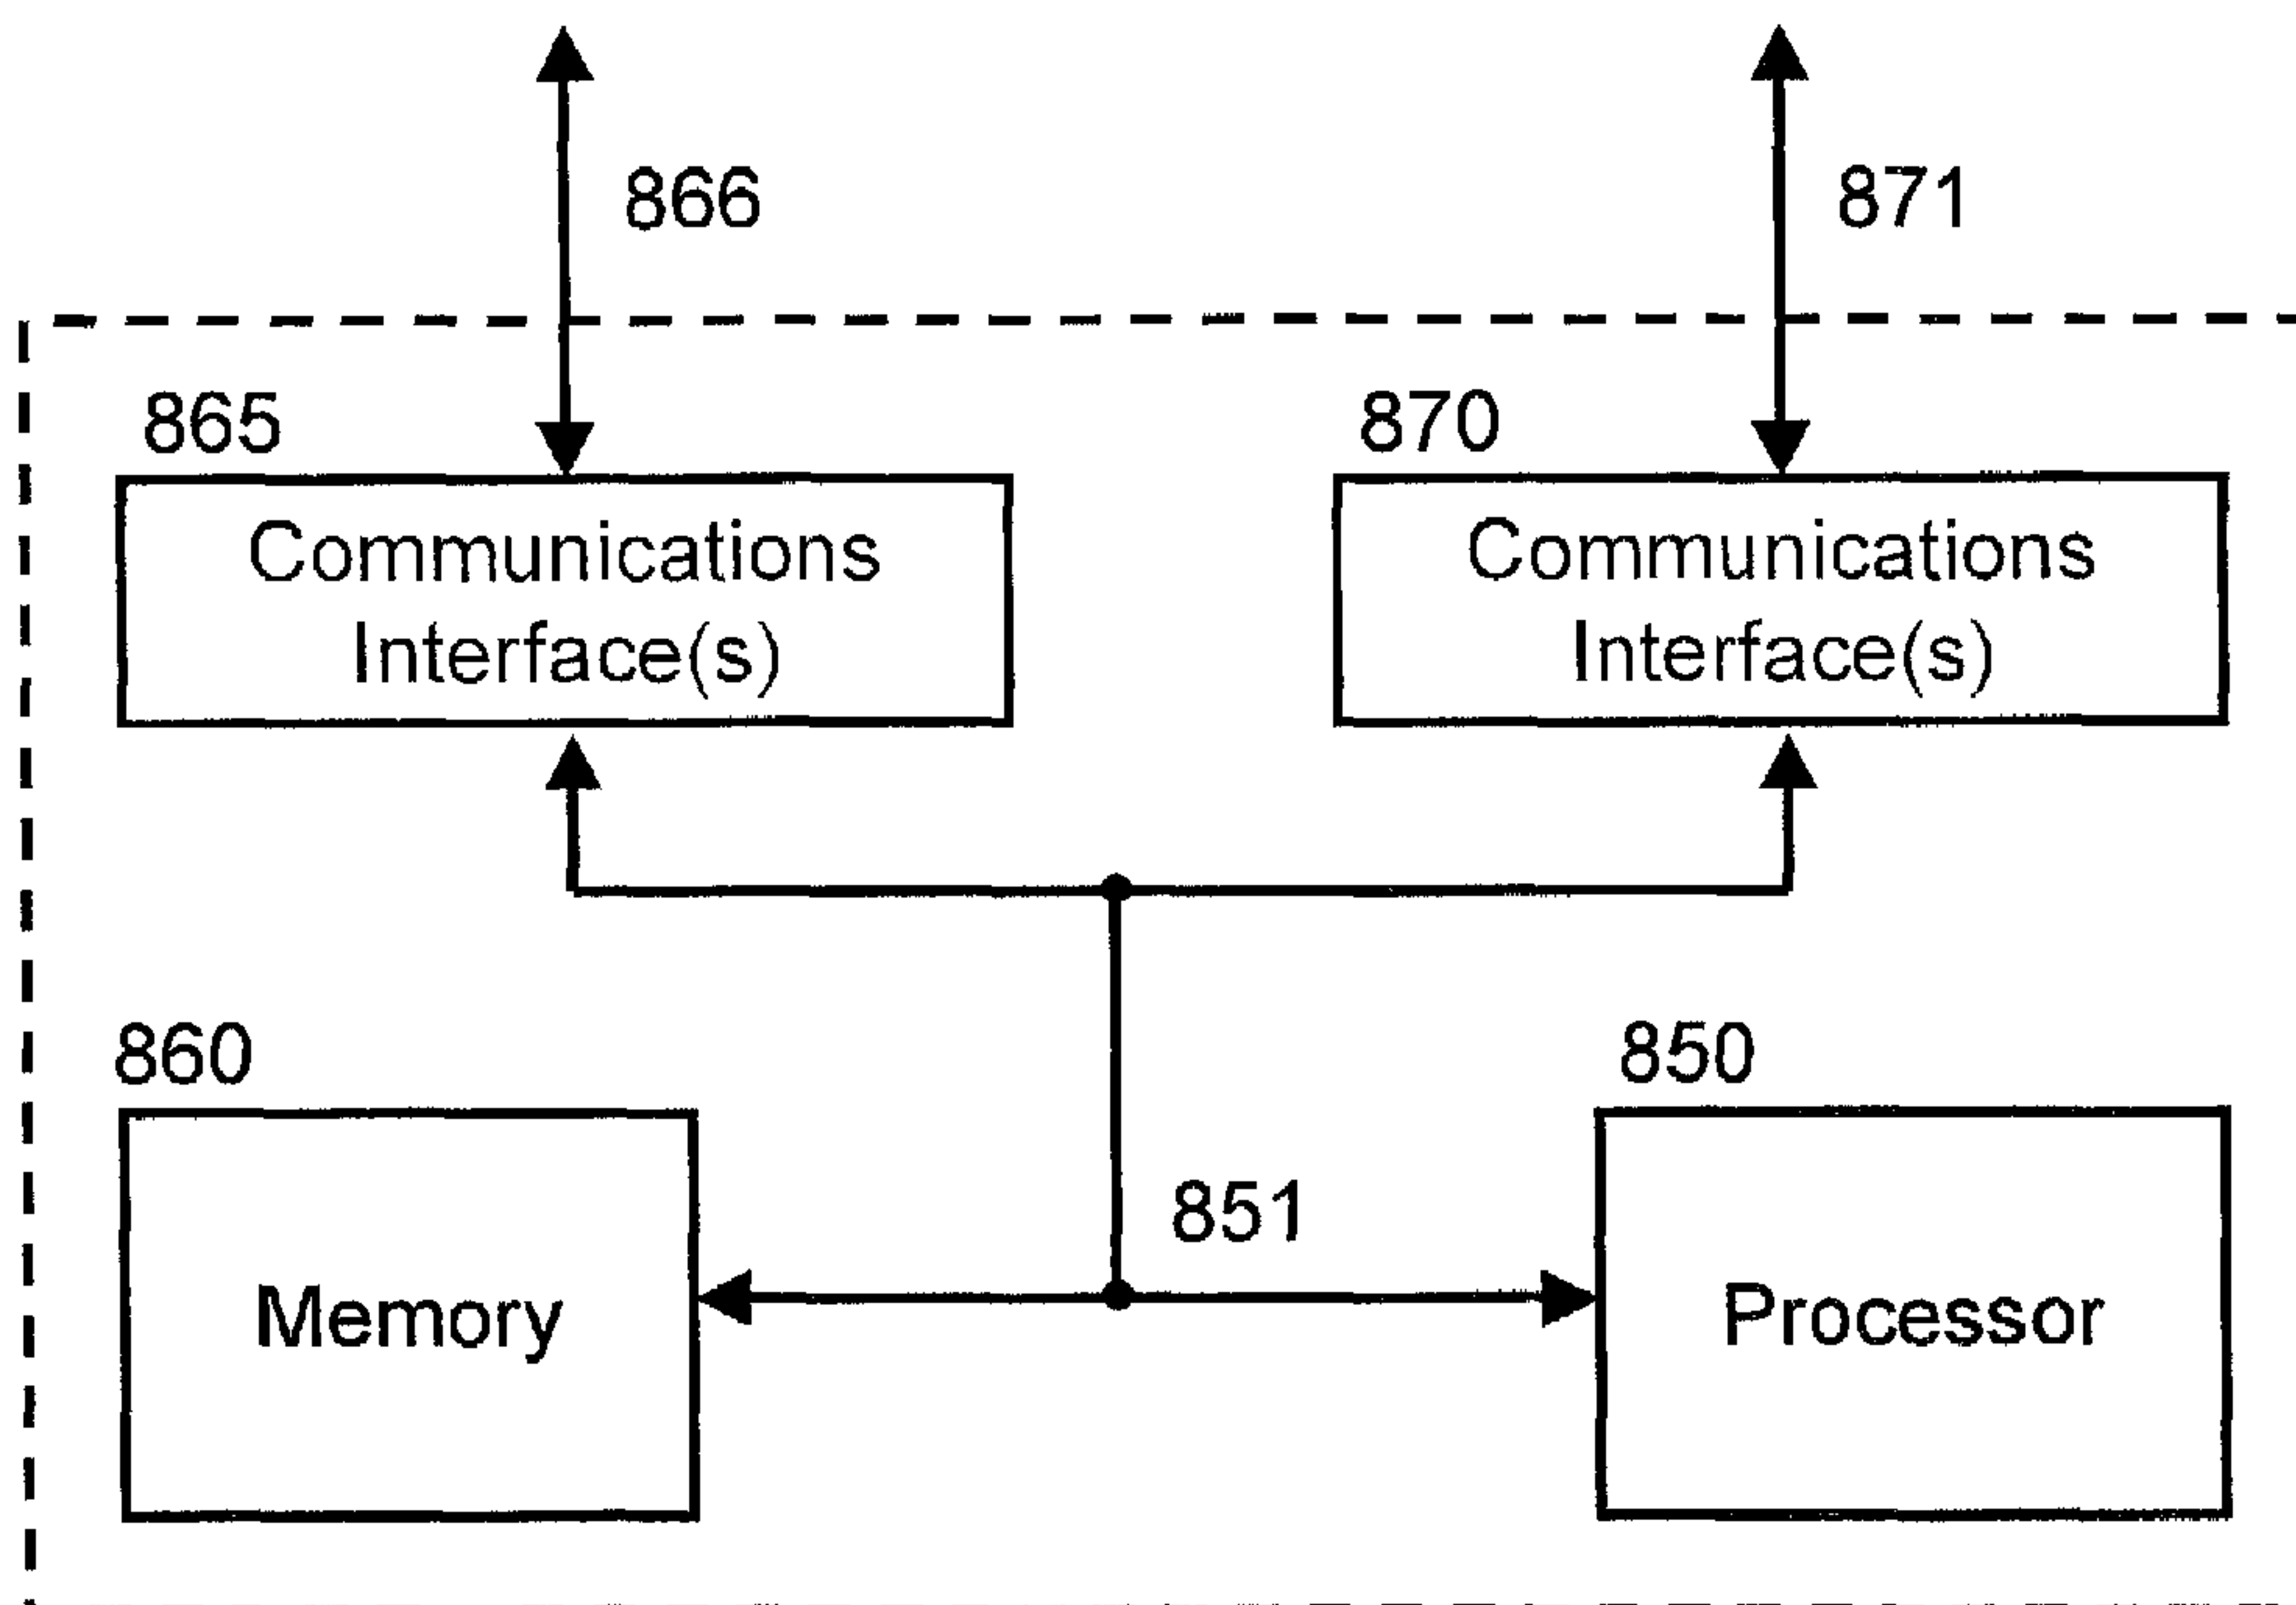 866
871
865
870
Communications
Interface(s)
Communications
Interface(s)
860
850
851
Memory
Processor